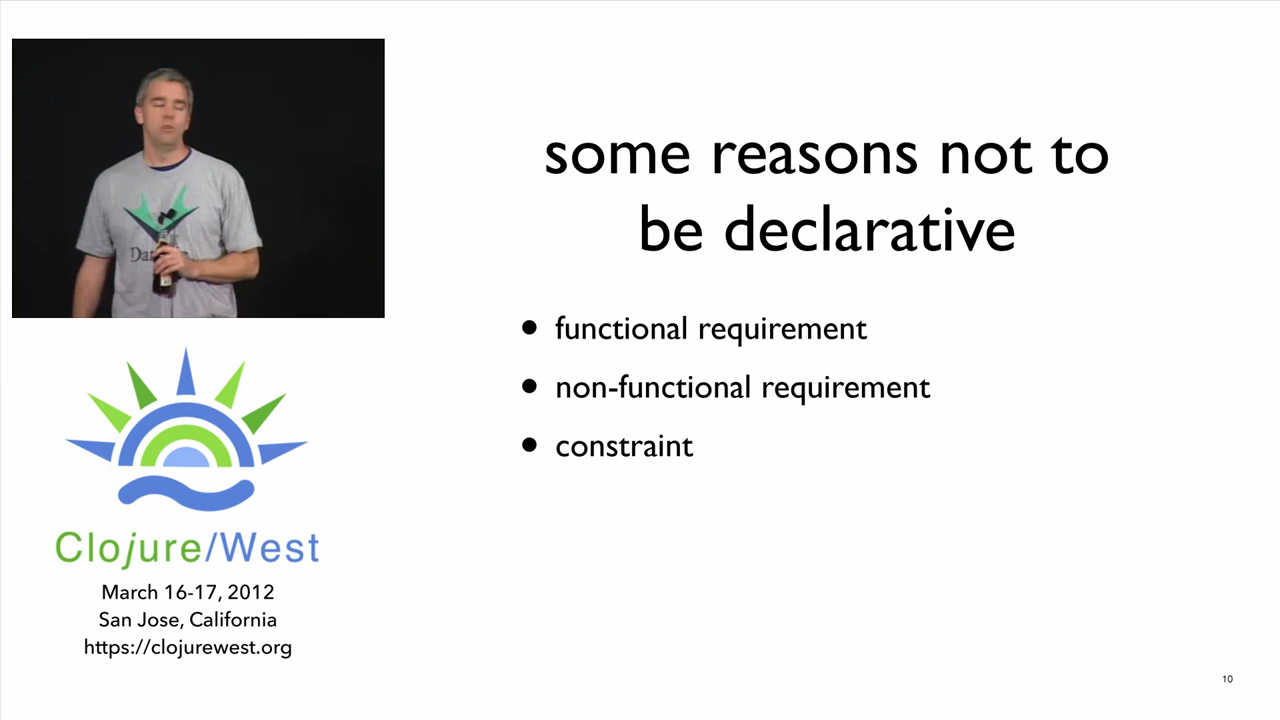 some reasons not to
be declarative
• functional requirement
• non-functional requirement
• constraint
Clojure/West
March 16-17, 2012
San Jose, California
https://clojurewest.org
10